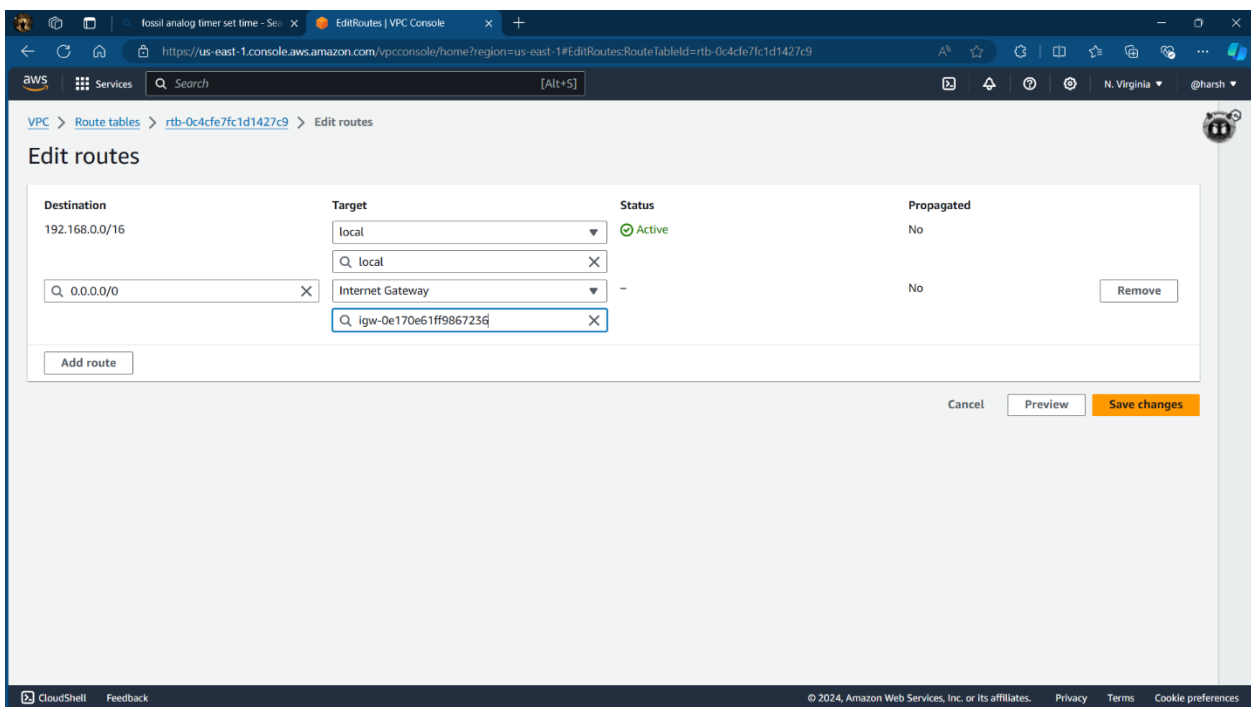 fossil analog timer set time - Sea
EditRoutes | VPC Console
https://us-east-1.console.aws.amazon.com/vpcconsole/home?region=us-east-1#EditRoutes:RouteTableId=rtb-0c4cfe7fc1d1427c9
aws Services Search [Alt+S] N. Virginia @harsh
VPC > Route tables > rtb-0c4cfe7fc1d1427c9 > Edit routes
Edit routes
Destination Target Status Propagated
192.168.0.0/16 local Active No
local
0.0.0.0/0 Internet Gateway – No Remove
igw-0e170e61ff9867236
Add route
Cancel Preview Save changes
CloudShell Feedback © 2024, Amazon Web Services, Inc. or its affiliates. Privacy Terms Cookie preferences